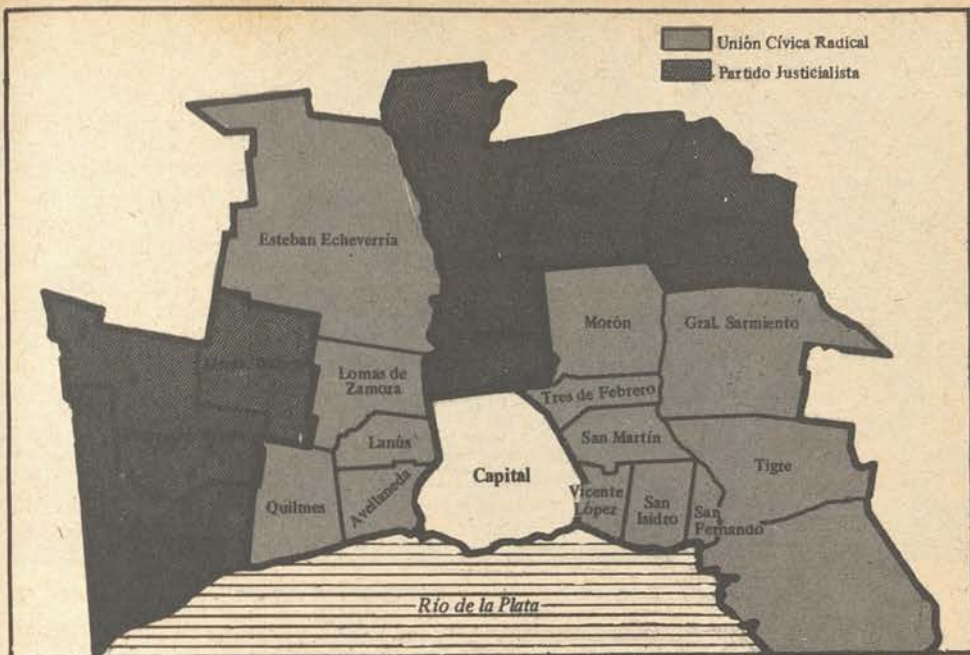 Unión Cívica Radical
Partido Justicialista
Esteban Echeverría
Morón
Gral. Sarmiento
Lomas de
Zamora
Tres de Febrero
Lanús
San Martín
Tigre
Capital
Quilmes
Avellaneda
Vicente
López
San
Isidro
San
Fernando
Río de la Plata